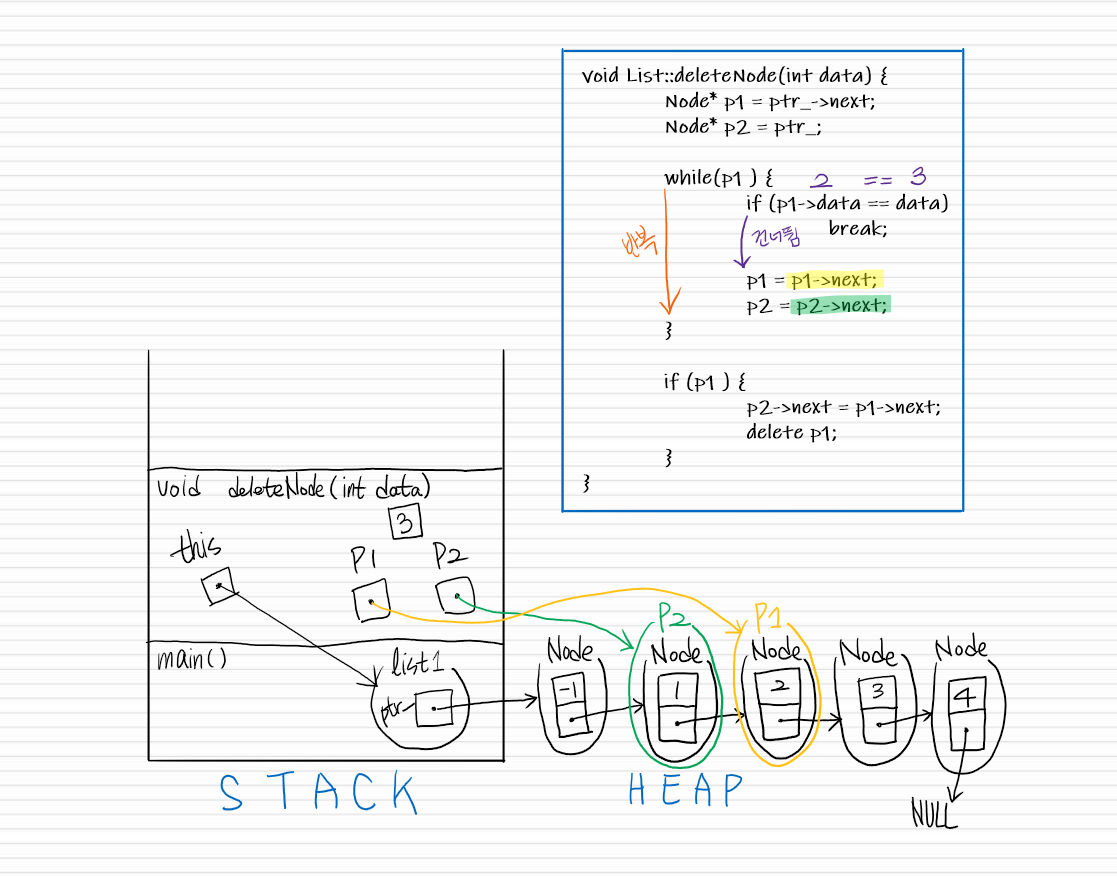 void List::deleteNode(int data) {
Node* p1 = ptr_->next;
Node* p2 = ptr_;
while(p1 ) { 2 == 3
if (p1->data == data)
반복 건너뜀 break;
p1 = p1->next;
p2 = p2->next;
}
if (p1 ) {
p2->next = p1->next;
delete p1;
}
}
void deleteNode(int data)
3
this P1 P2
P2 P1
main() list1 Node Node Node Node Node
ptr_ -1 1 2 3 4
STACK HEAP
NULL